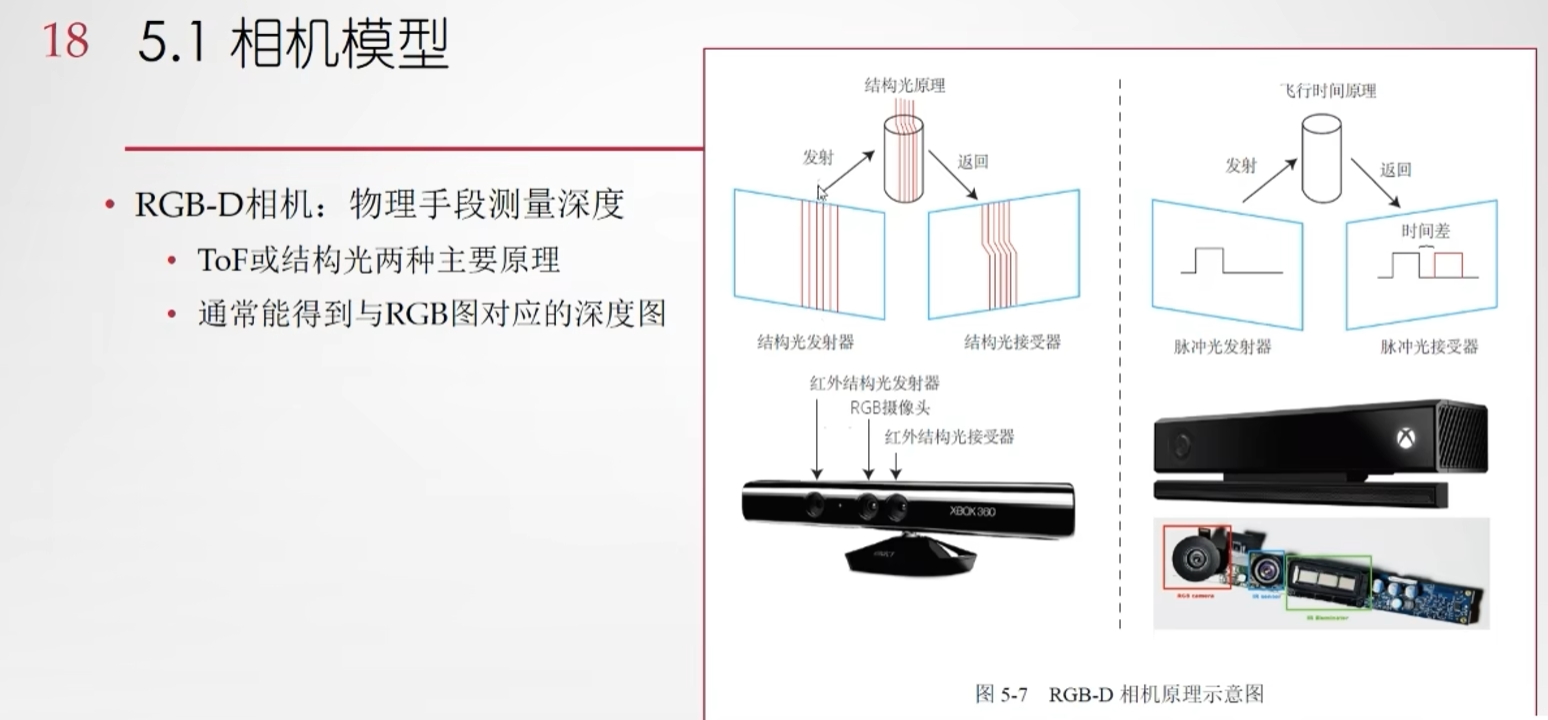 18 5.1 相机模型
• RGB-D相机：物理手段测量深度
• ToF或结构光两种主要原理
• 通常能得到与RGB图对应的深度图
结构光原理
发射
返回
结构光发射器
结构光接受器
红外结构光发射器
RGB摄像头
红外结构光接受器
XBOX 360
飞行时间原理
发射
返回
时间差
脉冲光发射器
脉冲光接受器
RGB camera
IR sensor
IR illuminator
图 5-7 RGB-D 相机原理示意图